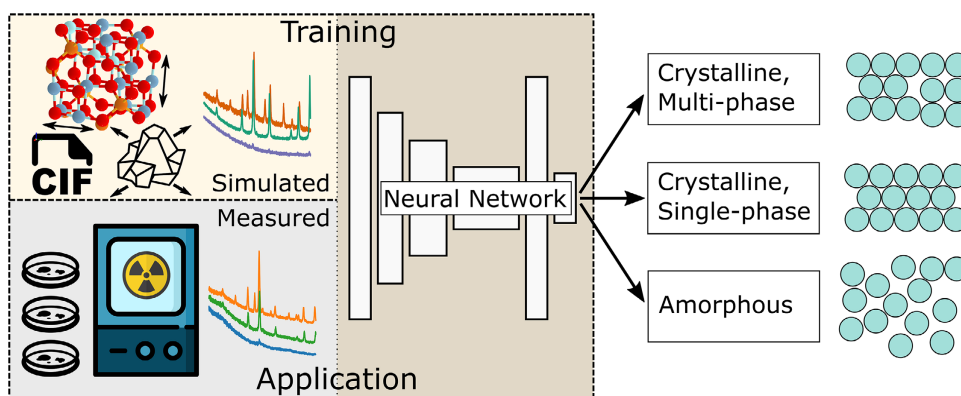 Training
CIF
Simulated
Measured
Application
Neural Network
Crystalline,
Multi-phase
Crystalline,
Single-phase
Amorphous